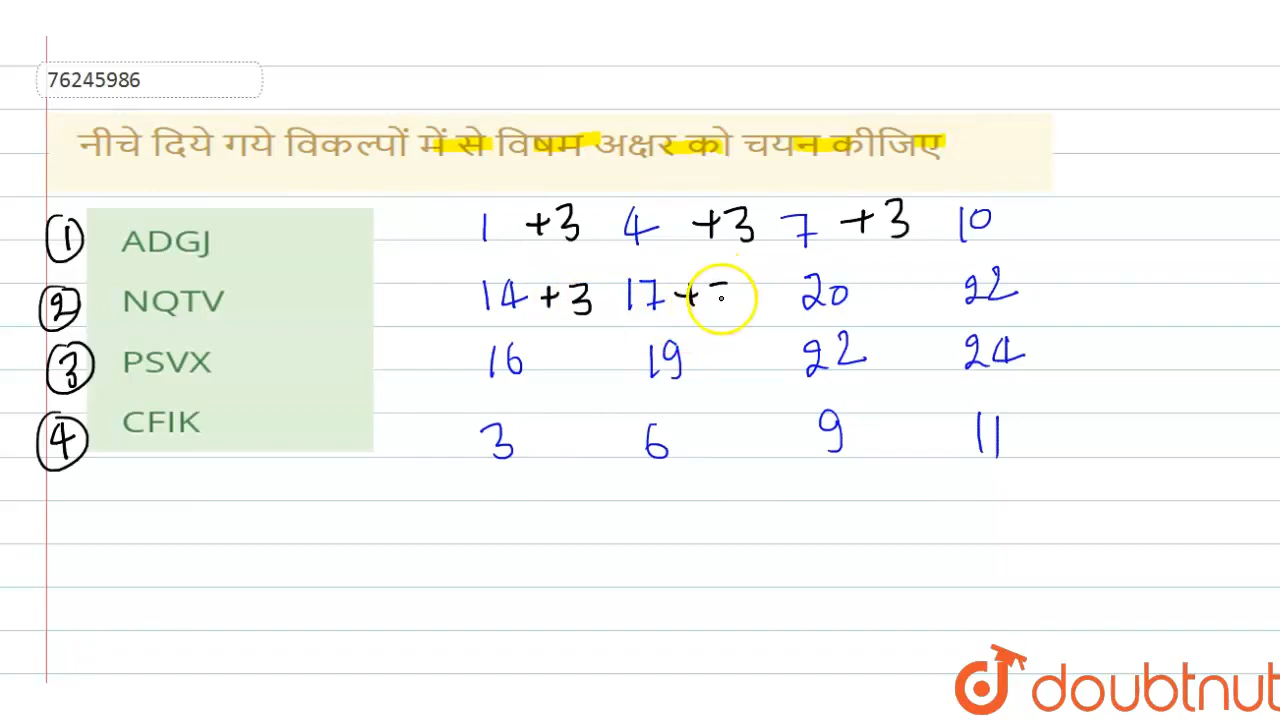 76245986
नीचे दिये गये विकल्पों में से विषम अक्षर को चयन कीजिए
① ADGJ 1 +3 4 +3 7 +3 10
② NQTV 14 +3 17 + 20 22
③ PSVX 16 19 22 24
④ CFIK 3 6 9 11
doubtnut